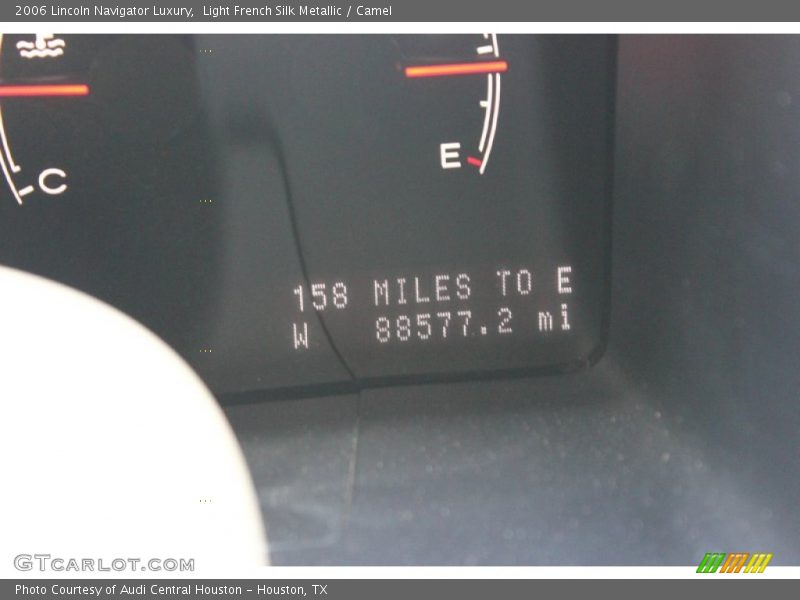 2006 Lincoln Navigator Luxury,  Light French Silk Metallic / Camel
C
E
158 MILES TO E
W 88577.2 mi
GTCARLOT.COM
Photo Courtesy of Audi Central Houston - Houston, TX